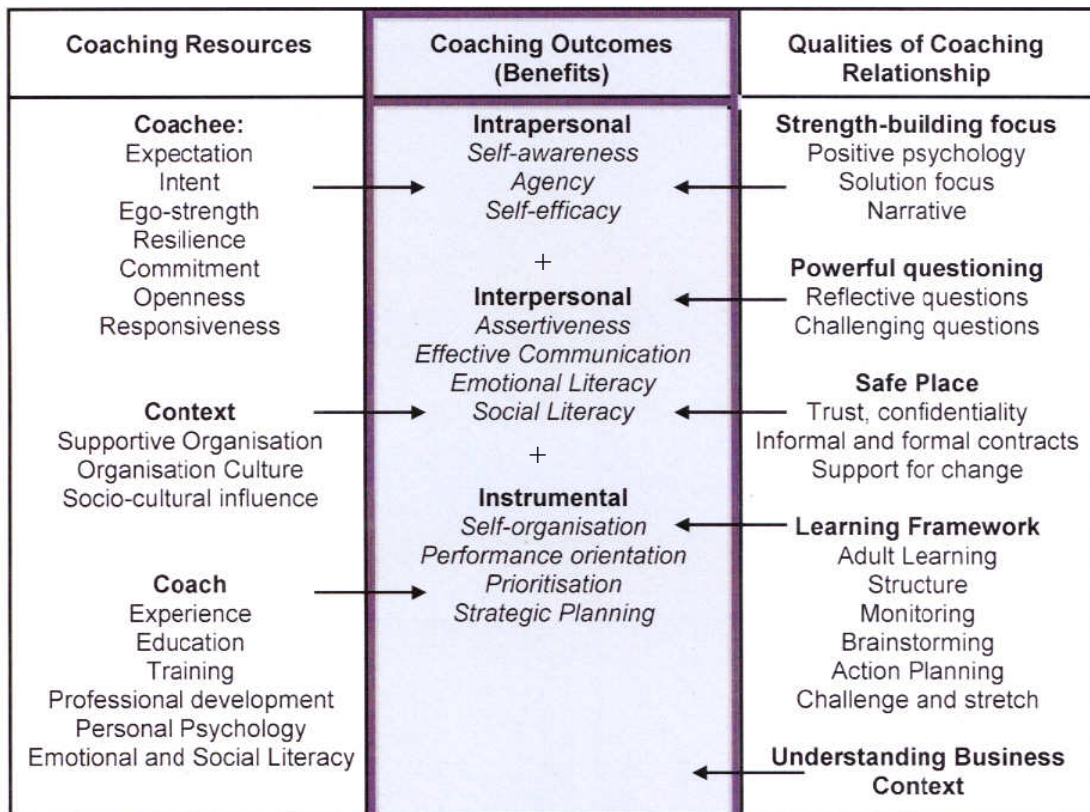 Coaching Resources
Coaching Outcomes
(Benefits)
Qualities of Coaching
Relationship
Coachee:
Expectation
Intent
Ego-strength
Resilience
Commitment
Openness
Responsiveness
Context
Supportive Organisation
Organisation Culture
Socio-cultural influence
Coach
Experience
Education
Training
Professional development
Personal Psychology
Emotional and Social Literacy
Intrapersonal
Self-awareness
Agency
Self-efficacy
+
Interpersonal
Assertiveness
Effective Communication
Emotional Literacy
Social Literacy
+
Instrumental
Self-organisation
Performance orientation
Prioritisation
Strategic Planning
Strength-building focus
Positive psychology
Solution focus
Narrative
Powerful questioning
Reflective questions
Challenging questions
Safe Place
Trust, confidentiality
Informal and formal contracts
Support for change
Learning Framework
Adult Learning
Structure
Monitoring
Brainstorming
Action Planning
Challenge and stretch
Understanding Business
Context